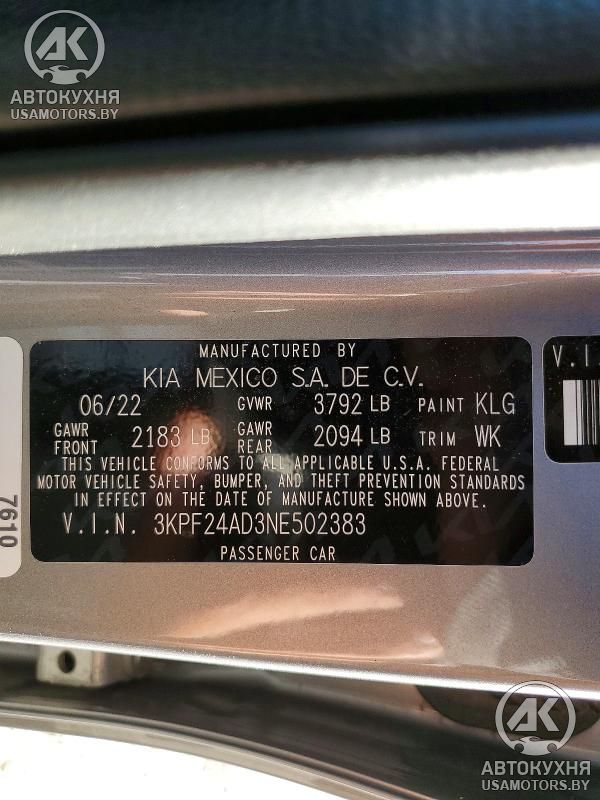 AK
АВТОКУХНЯ
USAMOTORS.BY
MANUFACTURED BY
KIA MEXICO S.A. DE C.V.
06/22 GVWR 3792 LB PAINT KLG
GAWR FRONT 2183 LB GAWR REAR 2094 LB TRIM WK
THIS VEHICLE CONFORMS TO ALL APPLICABLE U.S.A. FEDERAL
MOTOR VEHICLE SAFETY, BUMPER, AND THEFT PREVENTION STANDARDS
IN EFFECT ON THE DATE OF MANUFACTURE SHOWN ABOVE.
V.I.N. 3KPF24AD3NE502383
PASSENGER CAR
7610
V.I.
AK
АВТОКУХНЯ
USAMOTORS.BY